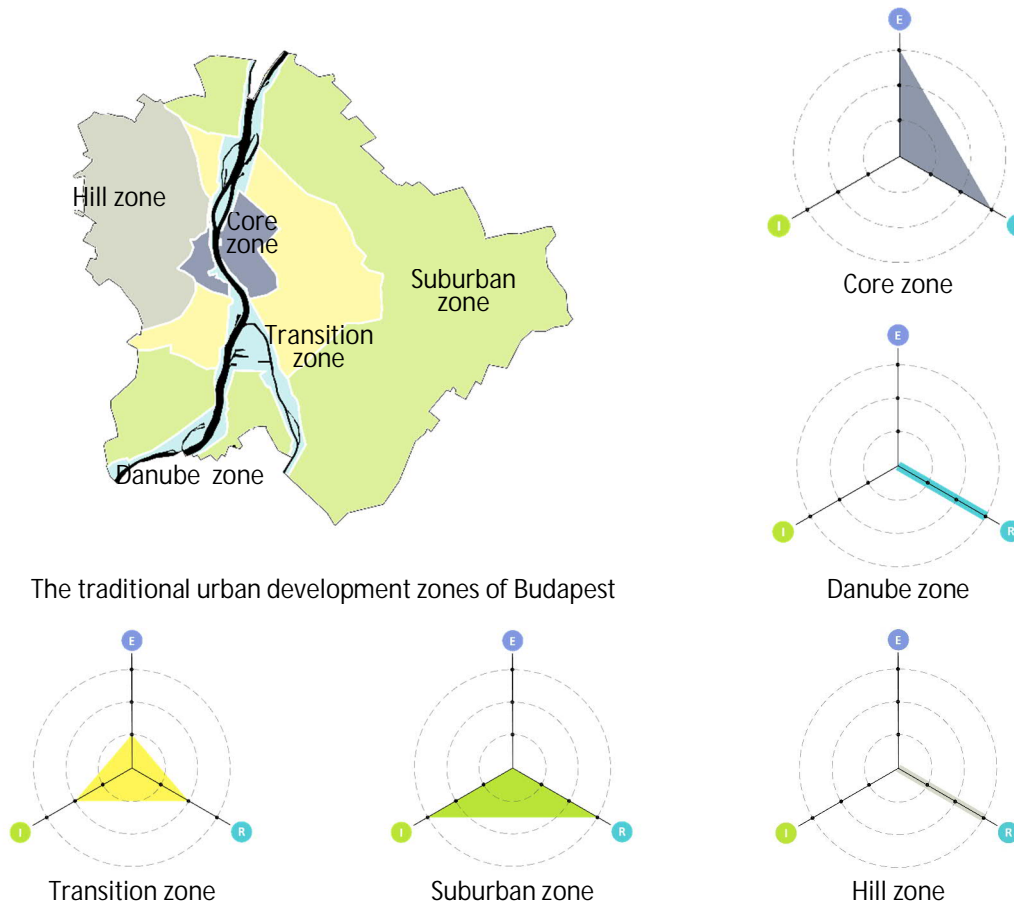 E
Hill zone
Core
zone
Suburban
zone
Transition
zone
I
R
Core zone
E
Danube zone
I
R
The traditional urban development zones of Budapest
Danube zone
E
E
E
I
R
I
R
I
R
Transition zone
Suburban zone
Hill zone